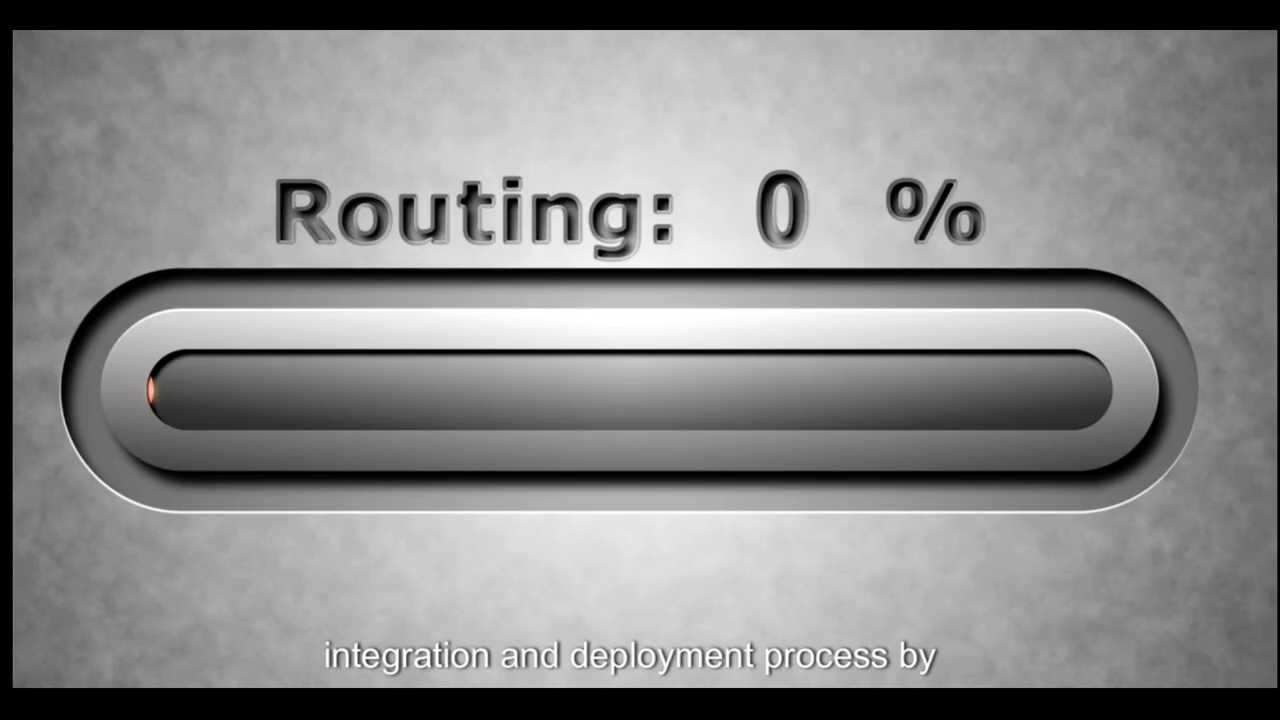 Routing: 0 %
integration and deployment process by